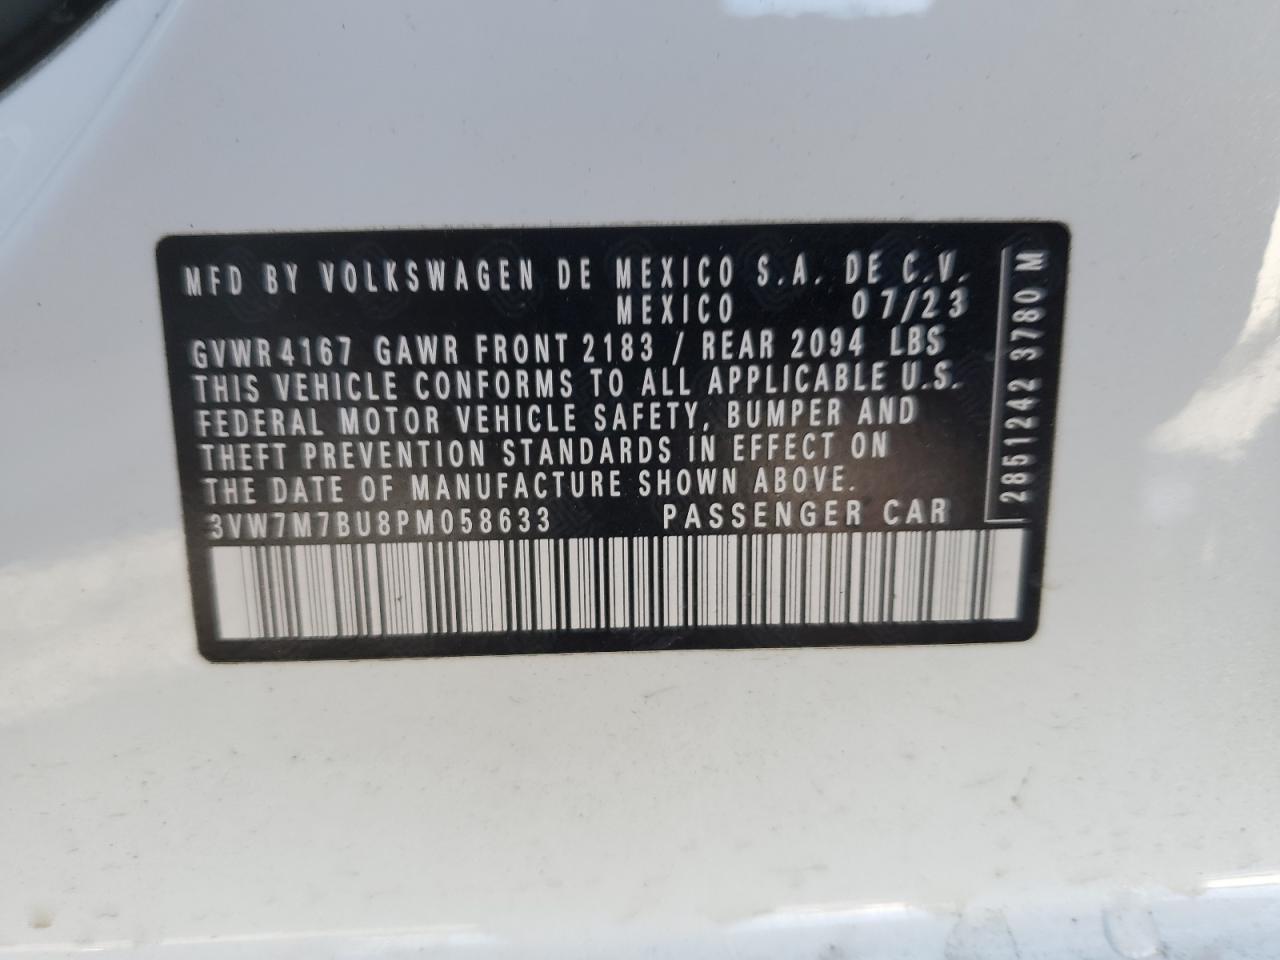 MFD BY VOLKSWAGEN DE MEXICO S.A. DE C.V.
MEXICO 07/23
GVWR 4167 GAWR FRONT 2183 / REAR 2094 LBS
THIS VEHICLE CONFORMS TO ALL APPLICABLE U.S.
FEDERAL MOTOR VEHICLE SAFETY, BUMPER AND
THEFT PREVENTION STANDARDS IN EFFECT ON
THE DATE OF MANUFACTURE SHOWN ABOVE.
3VW7M7BU8PM058633 PASSENGER CAR
2851242 3780 M